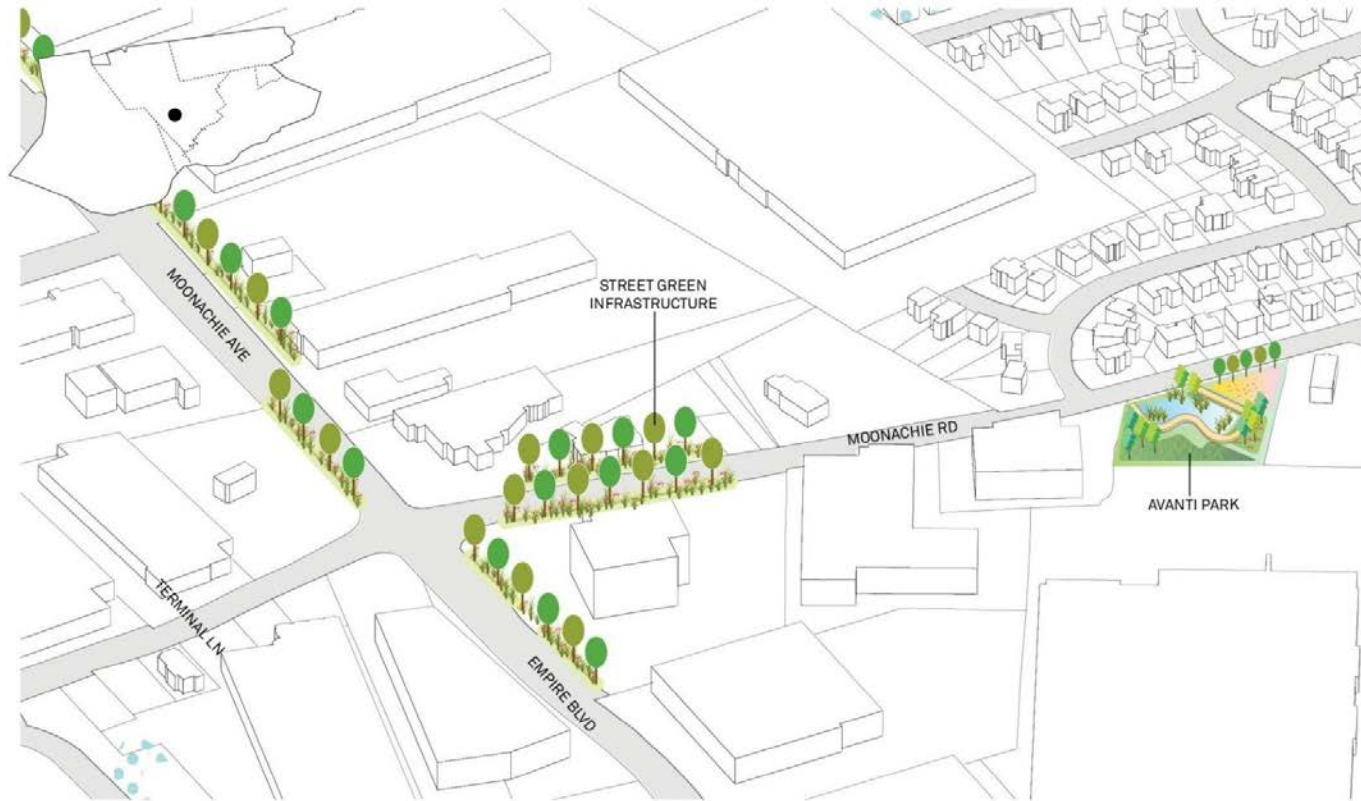 MOONACHIE AVE
STREET GREEN
INFRASTRUCTURE
MOONACHIE RD
AVANTI PARK
TERMINAL LN
EMPIRE BLVD